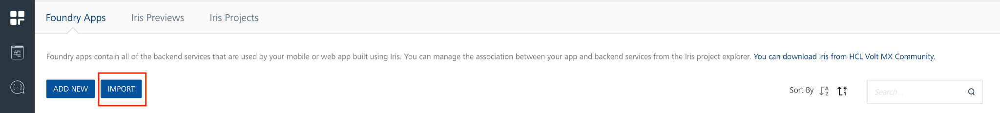 Foundry Apps Iris Previews Iris Projects
API
Foundry apps contain all of the backend services that are used by your mobile or web app built using Iris. You can manage the association between your app and backend services from the Iris project explorer. You can download Iris from HCL Volt MX Community.
ADD NEW IMPORT Sort By A Z 9 1 Search...
{...}